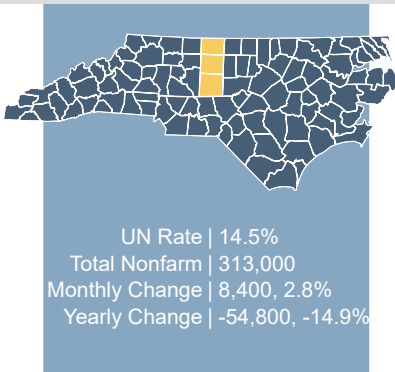 UN Rate | 14.5%
Total Nonfarm | 313,000
Monthly Change | 8,400, 2.8%
Yearly Change | -54,800, -14.9%